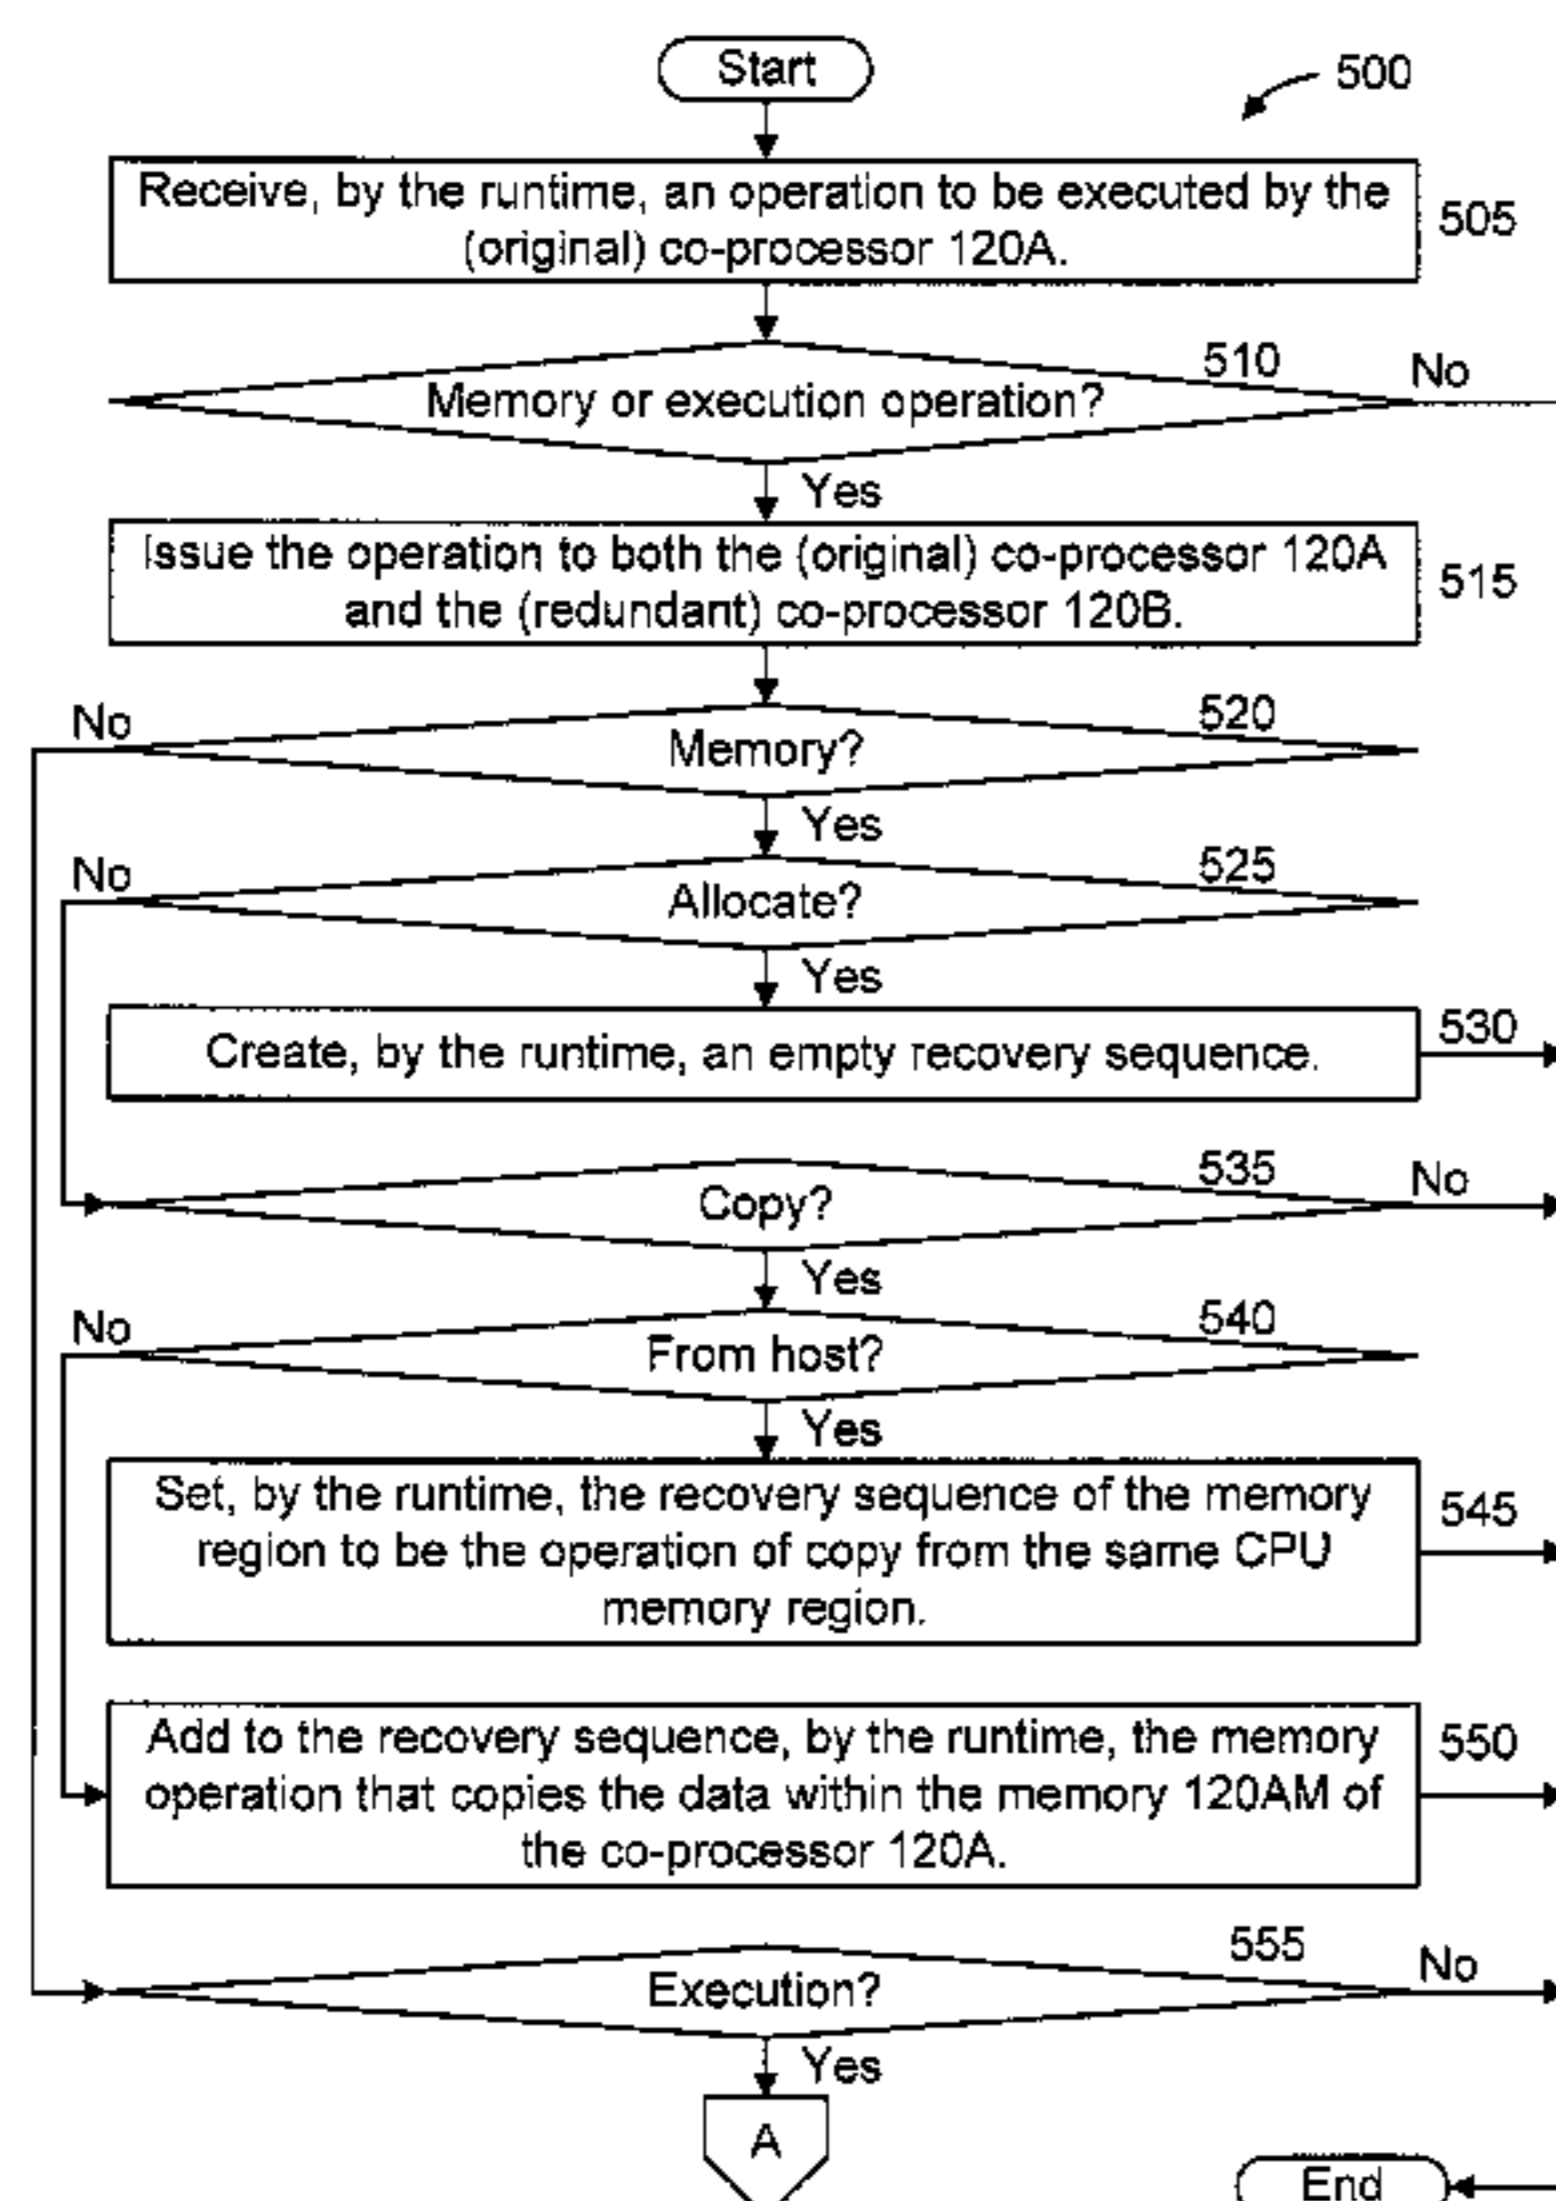 Start
500
Receive, by the runtime, an operation to be executed by the
(original) co-processor 120A.
505
510
No
Memory or execution operation?
Yes
Issue the operation to both the (original) co-processor 120A
and the (redundant) co-processor 120B.
515
No
520
Memory?
Yes
No
525
Allocate?
Yes
Create, by the runtime, an empty recovery sequence.
530
535
No
Copy?
Yes
No
540
From host?
Yes
Set, by the runtime, the recovery sequence of the memory
region to be the operation of copy from the same CPU
memory region.
545
Add to the recovery sequence, by the runtime, the memory
operation that copies the data within the memory 120AM of
the co-processor 120A.
550
555
No
Execution?
Yes
A
End